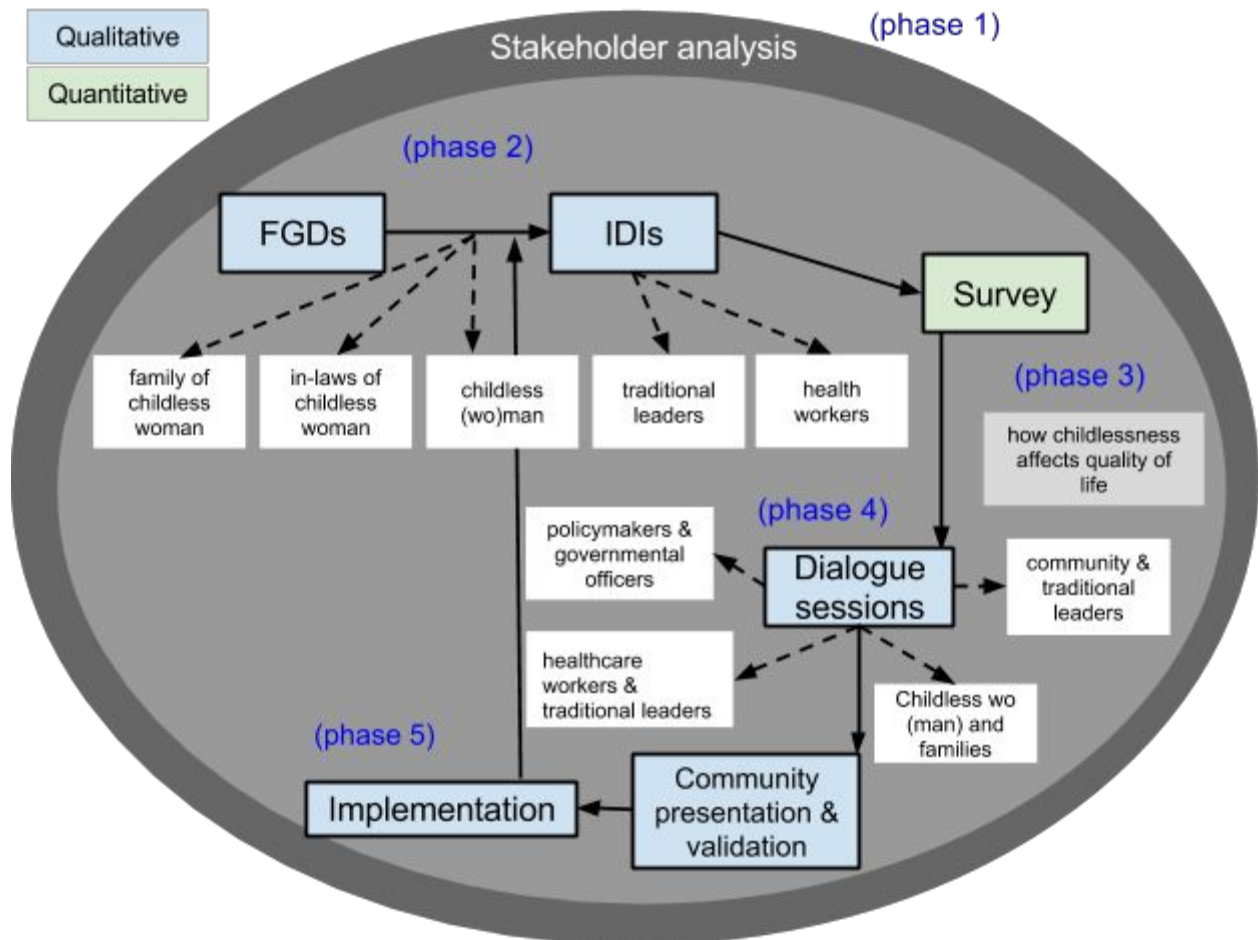 Qualitative
Quantitative
(phase 1)
Stakeholder analysis
(phase 2)
FGDs
IDIs
Survey
family of
childless
woman
in-laws of
childless
woman
childless
(wo)man
traditional
leaders
health
workers
(phase 3)
how childlessness
affects quality of
life
(phase 4)
policymakers &
governmental
officers
Dialogue
sessions
community &
traditional
leaders
healthcare
workers &
traditional leaders
Childless wo
(man) and
families
(phase 5)
Implementation
Community
presentation &
validation